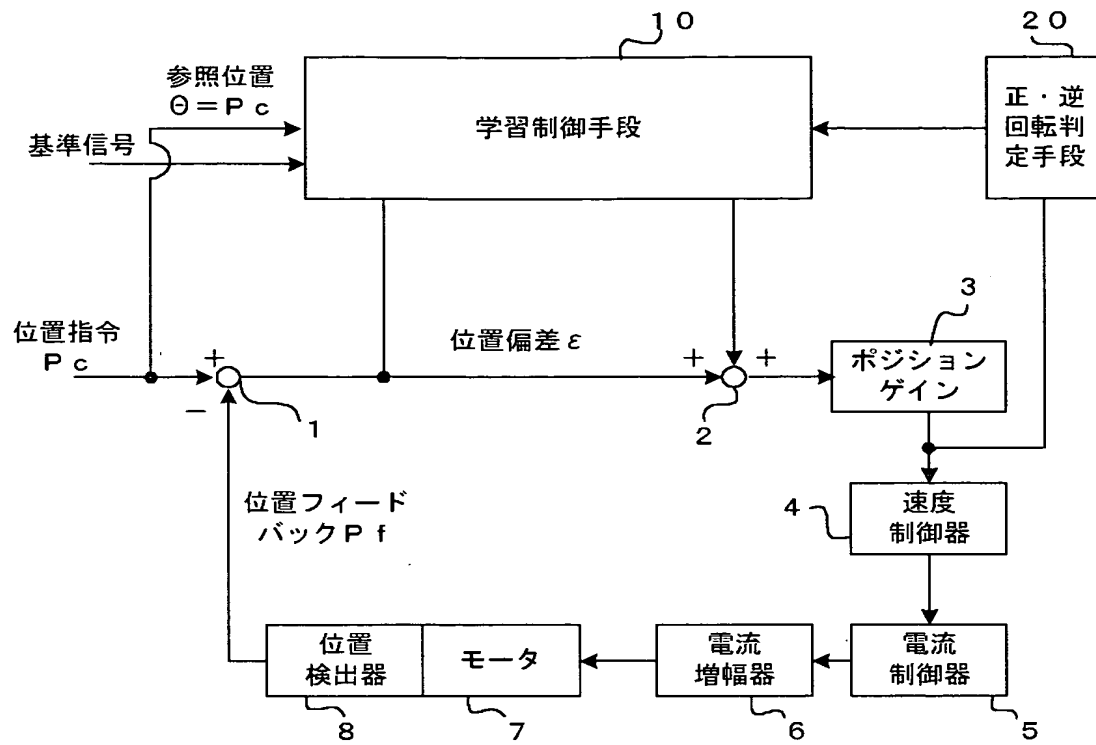 10
20
参照位置
Θ＝Pc
基準信号
学習制御手段
正・逆
回転判
定手段
位置指令
Pc
+
−
1
位置偏差ε
+
+
2
3
ポジション
ゲイン
位置フィード
バックPf
4
速度
制御器
位置
検出器
モータ
電流
増幅器
電流
制御器
8
7
6
5